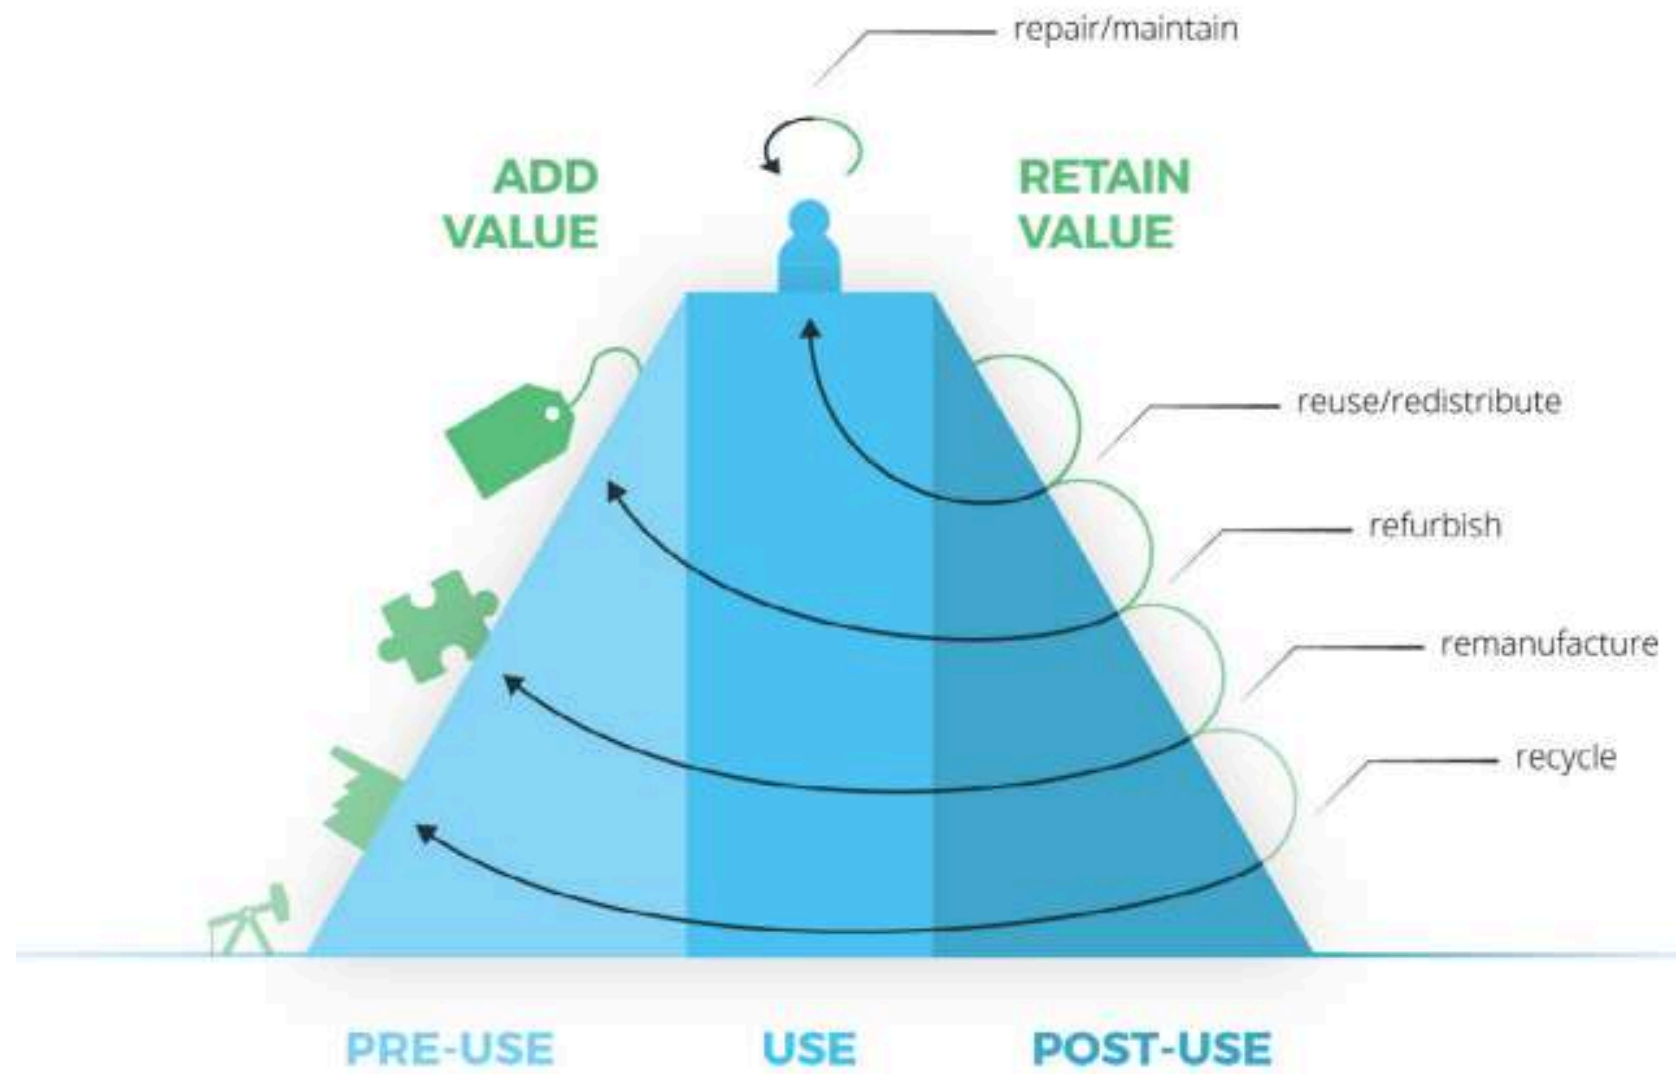 repair/maintain
ADD
VALUE
RETAIN
VALUE
reuse/redistribute
refurbish
remanufacture
recycle
PRE-USE
USE
POST-USE